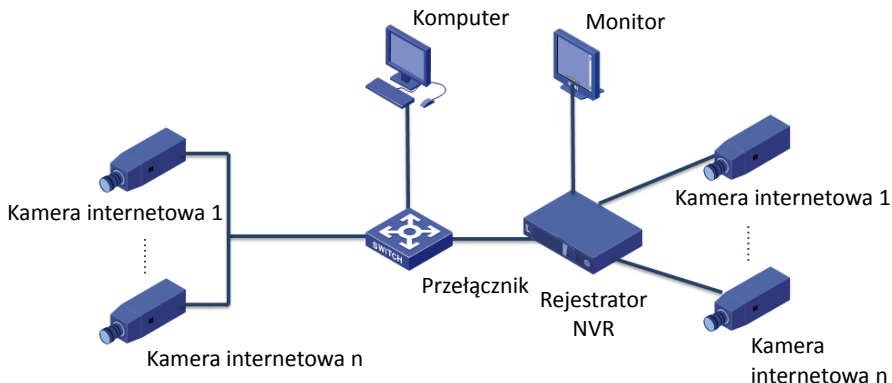 Komputer
Monitor
Kamera internetowa 1
Kamera internetowa 1
SWITCH
Przełącznik
Rejestrator
NVR
Kamera internetowa n
Kamera
internetowa n